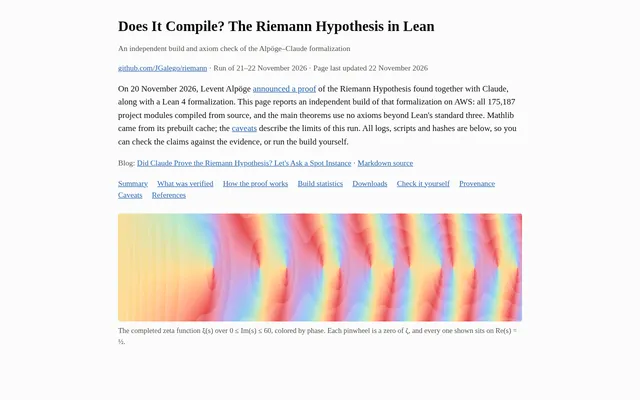 Does It Compile? The Riemann Hypothesis in Lean
An independent build and axiom check of the Alpöge–Claude formalization
github.com/JGalego/riemann · Run of 21–22 November 2026 · Page last updated 22 November 2026
On 20 November 2026, Levent Alpöge announced a proof of the Riemann Hypothesis found together with Claude,
along with a Lean 4 formalization. This page reports an independent build of that formalization on AWS: all 175,187
project modules compiled from source, and the main theorems use no axioms beyond Lean's standard three. Mathlib
came from its prebuilt cache; the caveats describe the limits of this run. All logs, scripts and hashes are below, so you
can check the claims against the evidence, or run the build yourself.
Blog: Did Claude Prove the Riemann Hypothesis? Let's Ask a Spot Instance · Markdown source
Summary What was verified How the proof works Build statistics Downloads Check it yourself Provenance
Caveats References
The completed zeta function ξ(s) over 0 ≤ Im(s) ≤ 60, colored by phase. Each pinwheel is a zero of ζ, and every one shown sits on Re(s) =
½.